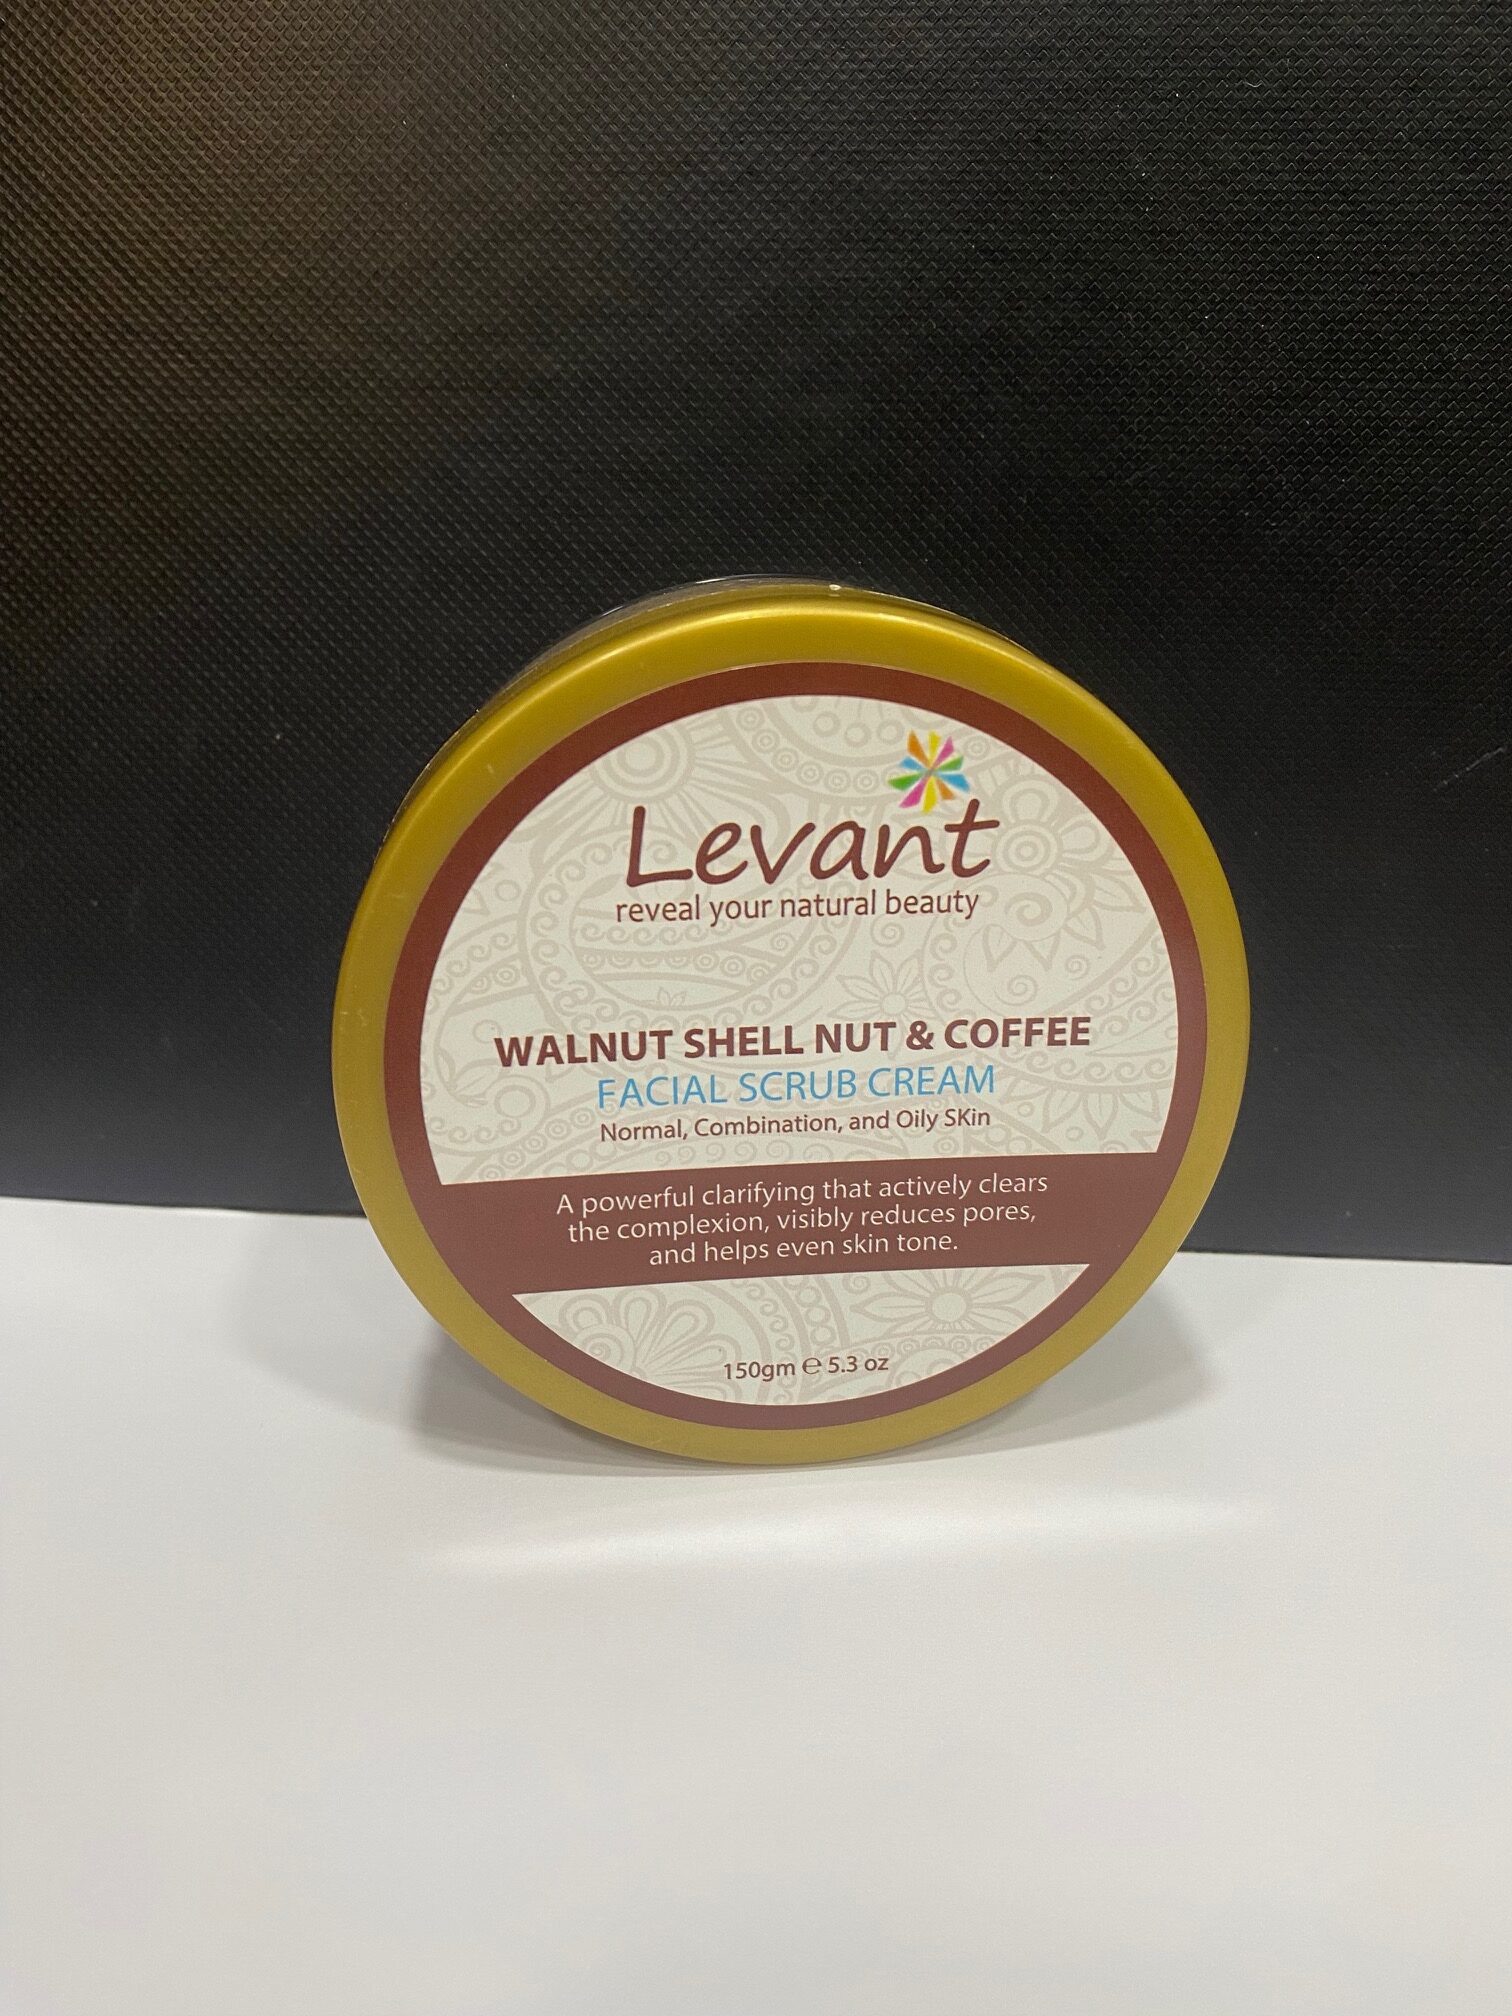 Levant
reveal your natural beauty
WALNUT SHELL NUT & COFFEE
FACIAL SCRUB CREAM
Normal, Combination, and Oily SKin
A powerful clarifying that actively clears
the complexion, visibly reduces pores,
and helps even skin tone.
150gm ℮ 5.3 oz